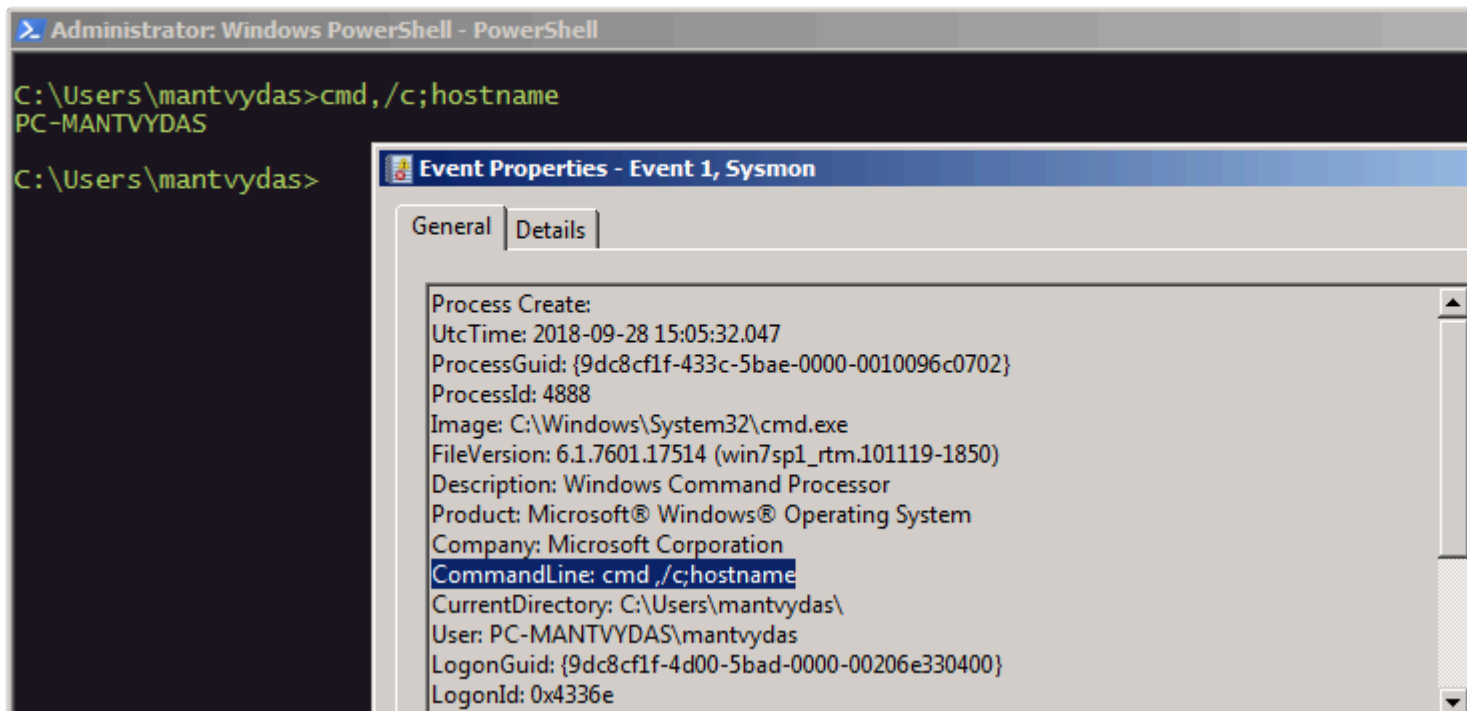 Administrator: Windows PowerShell - PowerShell
C:\Users\mantvydas>cmd,/c;hostname
PC-MANTVYDAS
C:\Users\mantvydas>
Event Properties - Event 1, Sysmon
General Details
Process Create:
UtcTime: 2018-09-28 15:05:32.047
ProcessGuid: {9dc8cf1f-433c-5bae-0000-0010096c0702}
ProcessId: 4888
Image: C:\Windows\System32\cmd.exe
FileVersion: 6.1.7601.17514 (win7sp1_rtm.101119-1850)
Description: Windows Command Processor
Product: Microsoft® Windows® Operating System
Company: Microsoft Corporation
CommandLine: cmd ,/c;hostname
CurrentDirectory: C:\Users\mantvydas\
User: PC-MANTVYDAS\mantvydas
LogonGuid: {9dc8cf1f-4d00-5bad-0000-00206e330400}
LogonId: 0x4336e